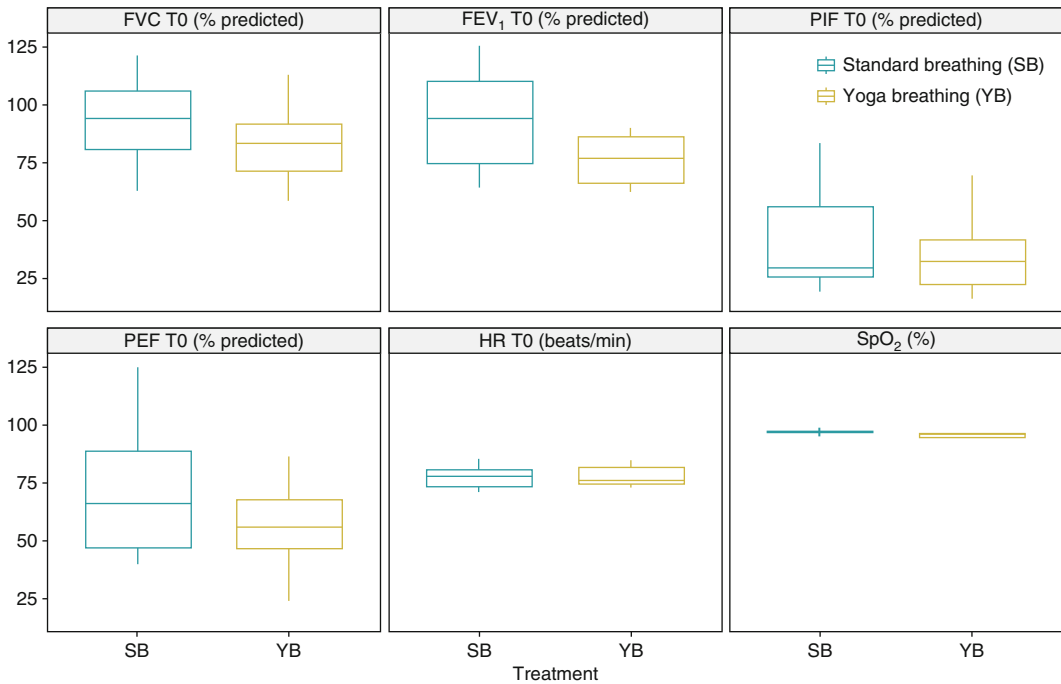 FVC T0 (% predicted)
FEV₁ T0 (% predicted)
PIF T0 (% predicted)
125
100
75
50
25
Standard breathing (SB)
Yoga breathing (YB)
PEF T0 (% predicted)
HR T0 (beats/min)
SpO₂ (%)
125
100
75
50
25
SB YB SB YB SB YB
Treatment